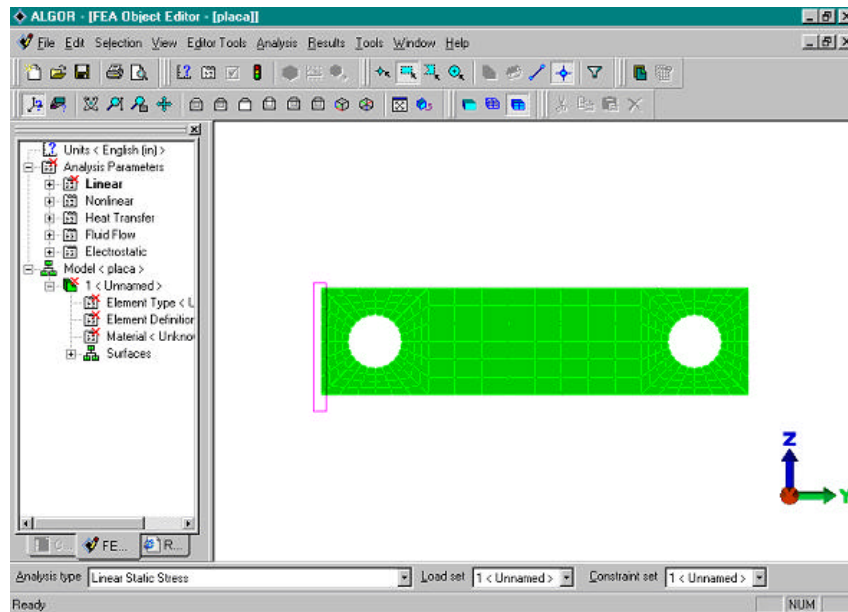 ALGOR - [FEA Object Editor - [placa]]
File Edit Selection View Editor Tools Analysis Results Tools Window Help
Units < English (in) >
Analysis Parameters
Linear
Nonlinear
Heat Transfer
Fluid Flow
Electrostatic
Model < placa >
1 < Unnamed >
Element Type < L
Element Definition
Material < Unkno
Surfaces
Z
Y
FE... R...
Analysis type Linear Static Stress Load set 1 < Unnamed > Constraint set 1 < Unnamed >
Ready NUM